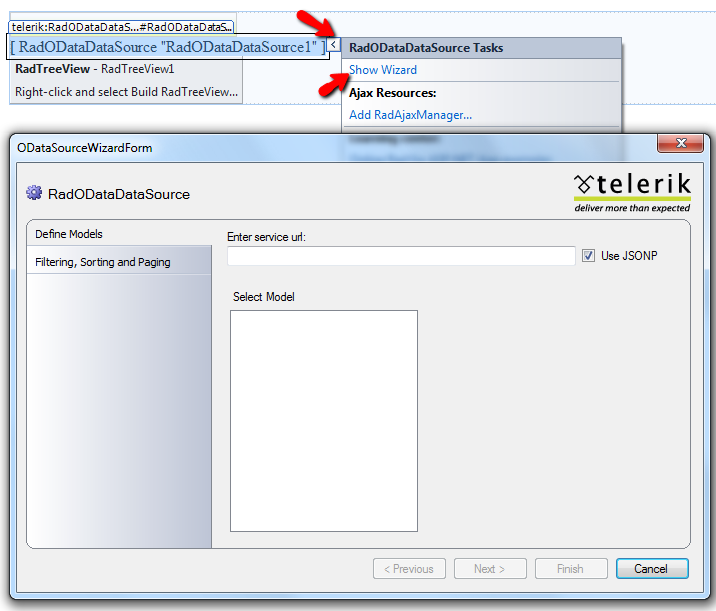 telerik:RadODataDataS...#RadODataDataS...
[ RadODataDataSource "RadODataDataSource1" ]
<
RadODataDataSource Tasks
RadTreeView - RadTreeView1
Show Wizard
Right-click and select Build RadTreeView...
Ajax Resources:
Add RadAjaxManager...
ODataSourceWizardForm
RadODataDataSource
telerik
deliver more than expected
Define Models
Filtering, Sorting and Paging
Enter service url:
Use JSONP
Select Model
< Previous
Next >
Finish
Cancel